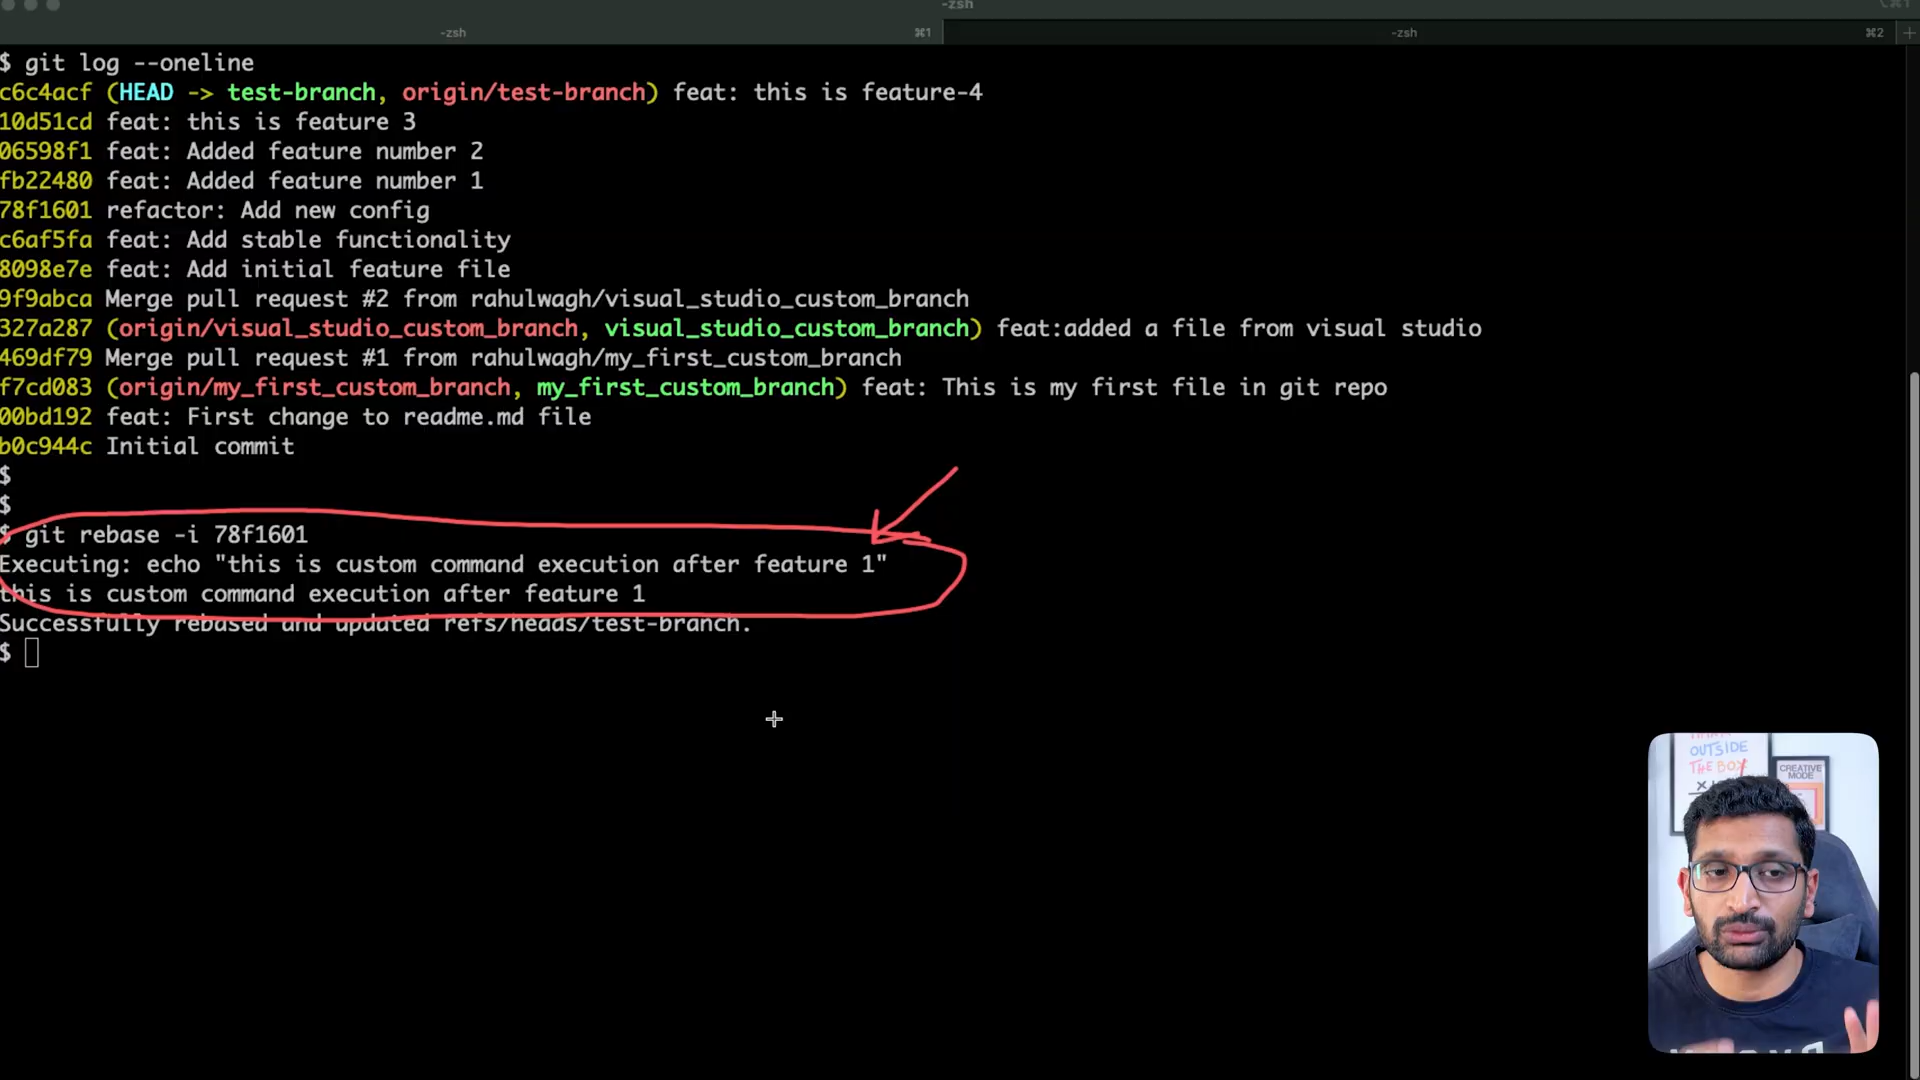 -zsh
⌥⌘1
-zsh ⌘1 -zsh ⌘2 +
$ git log --oneline
c6c4acf (HEAD -> test-branch, origin/test-branch) feat: this is feature-4
10d51cd feat: this is feature 3
06598f1 feat: Added feature number 2
fb22480 feat: Added feature number 1
78f1601 refactor: Add new config
c6af5fa feat: Add stable functionality
8098e7e feat: Add initial feature file
9f9abca Merge pull request #2 from rahulwagh/visual_studio_custom_branch
327a287 (origin/visual_studio_custom_branch, visual_studio_custom_branch) feat:added a file from visual studio
469df79 Merge pull request #1 from rahulwagh/my_first_custom_branch
f7cd083 (origin/my_first_custom_branch, my_first_custom_branch) feat: This is my first file in git repo
00bd192 feat: First change to readme.md file
b0c944c Initial commit
$
$
$ git rebase -i 78f1601
Executing: echo "this is custom command execution after feature 1"
this is custom command execution after feature 1
Successfully rebased and updated refs/heads/test-branch.
$
OUTSIDE
THE BOX
CREATIVE
MODE